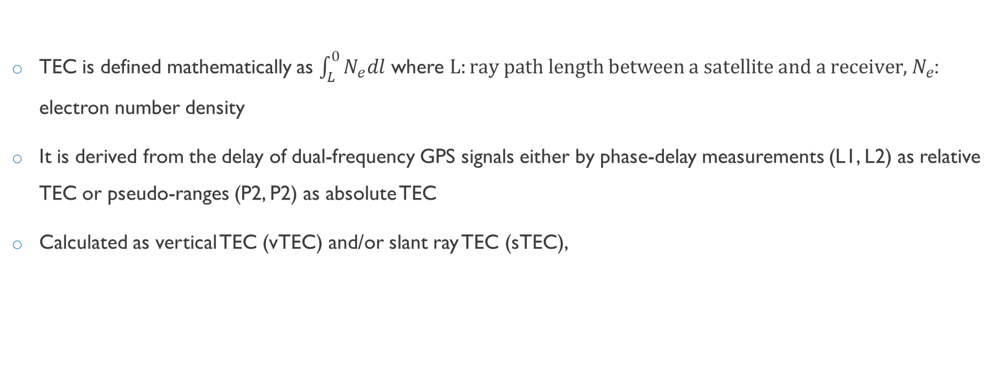 ○ TEC is defined mathematically as ∫_L^0 N_e dl where L: ray path length between a satellite and a receiver, N_e:
electron number density
○ It is derived from the delay of dual-frequency GPS signals either by phase-delay measurements (L1, L2) as relative
TEC or pseudo-ranges (P2, P2) as absolute TEC
○ Calculated as vertical TEC (vTEC) and/or slant ray TEC (sTEC),